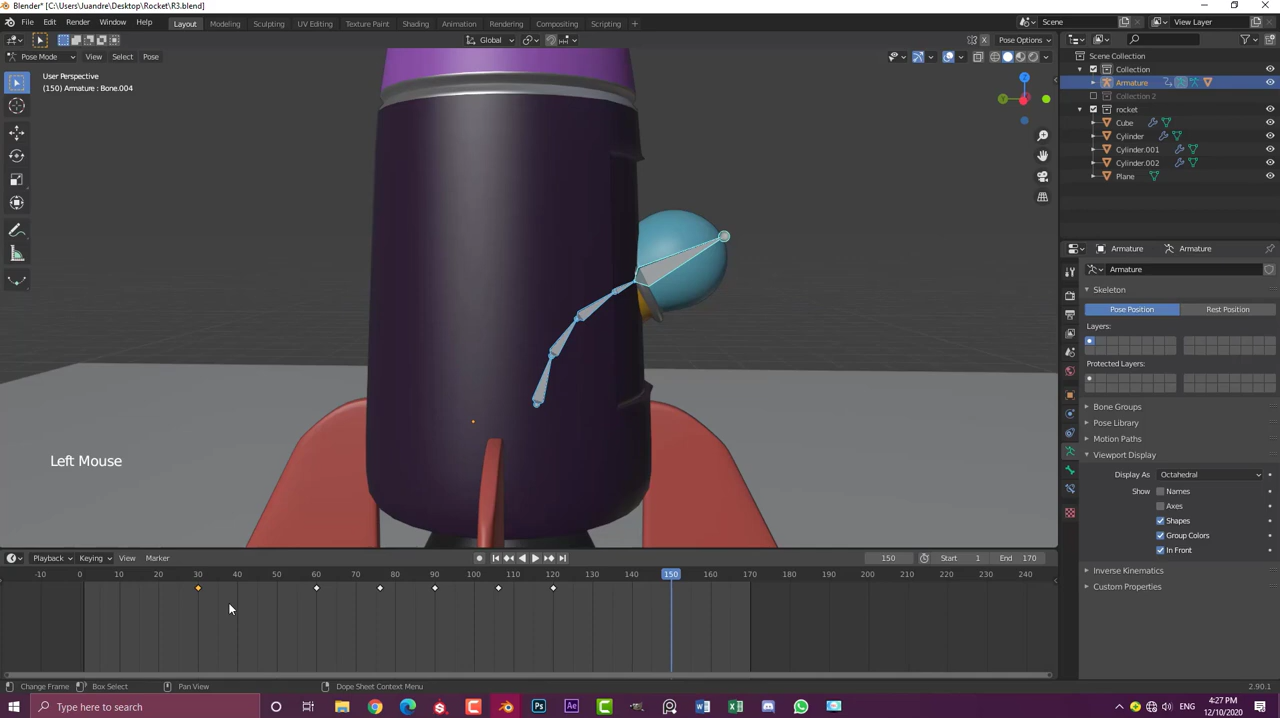 Blender* [C:\Users\Juandre\Desktop\Rocket\R3.blend]
File Edit Render Window Help Layout Modeling Sculpting UV Editing Texture Paint Shading Animation Rendering Compositing Scripting + Scene View Layer
Global Pose Options
Pose Mode View Select Pose
User Perspective
(150) Armature : Bone.004
Scene Collection
Collection
Armature
Collection 2
rocket
Cube
Cylinder
Cylinder.001
Cylinder.002
Plane
Armature Armature
Armature
Skeleton
Pose Position Rest Position
Layers:
Protected Layers:
Bone Groups
Pose Library
Motion Paths
Viewport Display
Display As Octahedral
Show Names
Axes
Shapes
Group Colors
In Front
Inverse Kinematics
Custom Properties
Left Mouse
Playback Keying View Marker 150 Start 1 End 170
-10 0 10 20 30 40 50 60 70 80 90 100 110 120 130 140 150 160 170 180 190 200 210 220 230 240
Change Frame Box Select Pan View Dope Sheet Context Menu 2.90.1
Type here to search
ENG 4:27 PM
12/10/2020